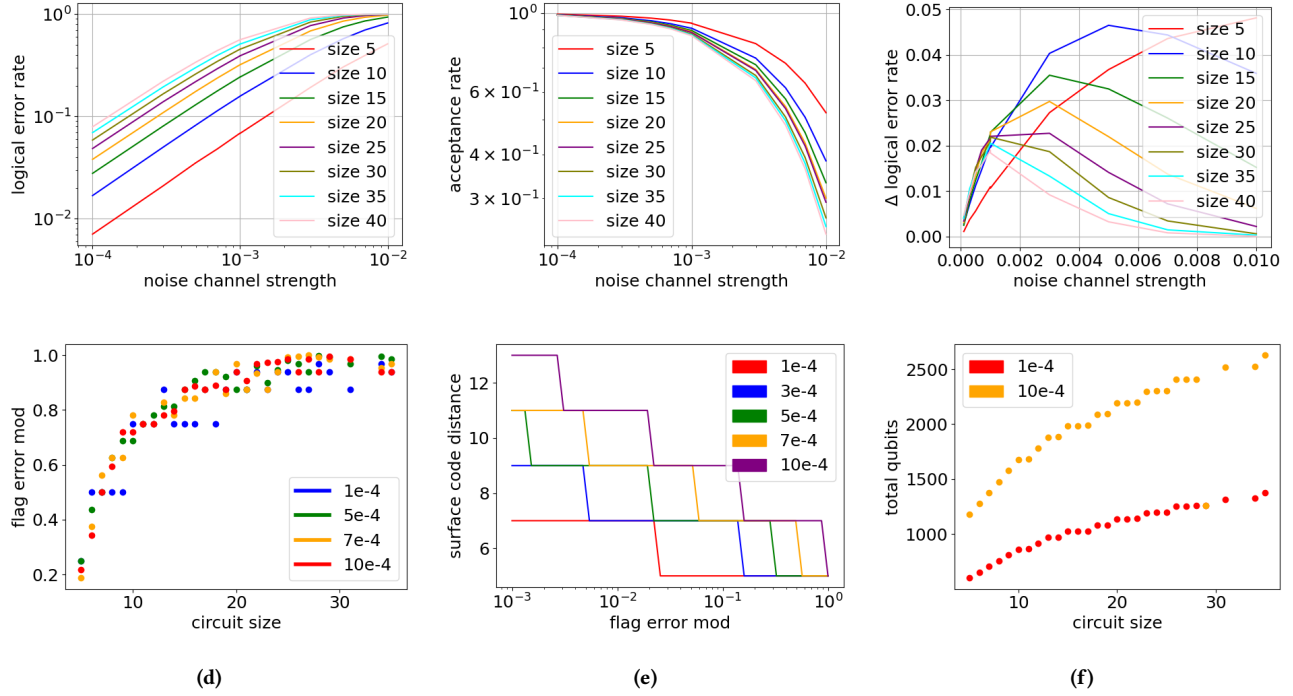 10^0
10^-1
10^-2
logical error rate
10^-4
10^-3
10^-2
noise channel strength
size 5
size 10
size 15
size 20
size 25
size 30
size 35
size 40
10^0
6 × 10^-1
4 × 10^-1
3 × 10^-1
acceptance rate
10^-4
10^-3
10^-2
noise channel strength
size 5
size 10
size 15
size 20
size 25
size 30
size 35
size 40
0.05
0.04
0.03
0.02
0.01
0.00
Δ logical error rate
0.000
0.002
0.004
0.006
0.008
0.010
noise channel strength
size 5
size 10
size 15
size 20
size 25
size 30
size 35
size 40
1.0
0.8
0.6
0.4
0.2
flag error mod
10
20
30
circuit size
1e-4
5e-4
7e-4
10e-4
(d)
12
10
8
6
surface code distance
10^-3
10^-2
10^-1
10^0
flag error mod
1e-4
3e-4
5e-4
7e-4
10e-4
(e)
2500
2000
1500
1000
total qubits
10
20
30
circuit size
1e-4
10e-4
(f)